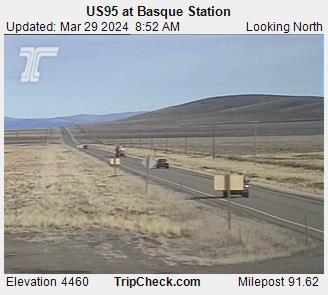 US95 at Basque Station
Updated: Mar 29 2024 8:52 AM Looking North
Elevation 4460 TripCheck.com Milepost 91.62